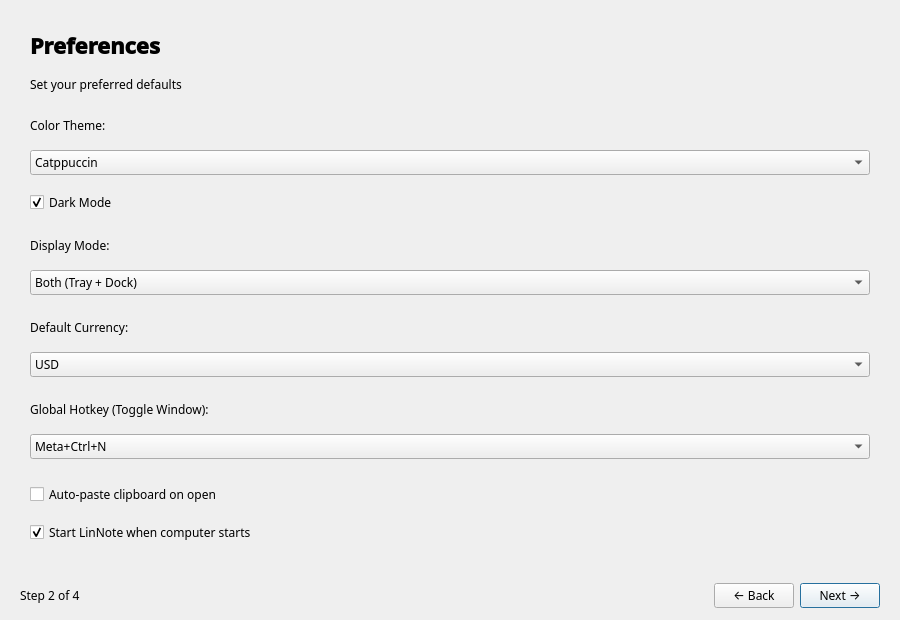 Preferences
Set your preferred defaults
Color Theme:
Catppuccin
Dark Mode
Display Mode:
Both (Tray + Dock)
Default Currency:
USD
Global Hotkey (Toggle Window):
Meta+Ctrl+N
Auto-paste clipboard on open
Start LinNote when computer starts
Step 2 of 4
← Back
Next →